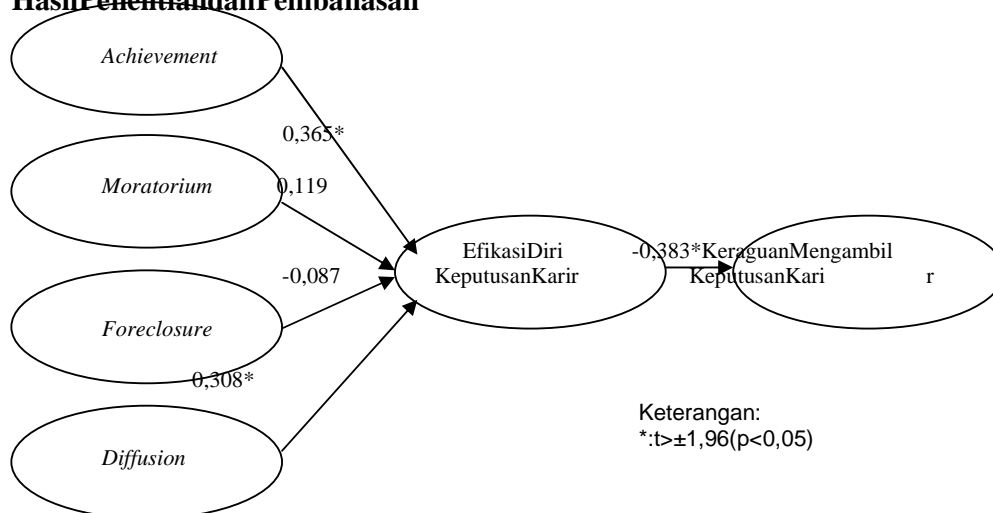 HasilPenelitiandanPembahasan
Achievement
0,365*
Moratorium
0,119
EfikasiDiri
KeputusanKarir
-0,383*KeraguanMengambil
KeputusanKari r
-0,087
Foreclosure
0,308*
Diffusion
Keterangan:
*:t>±1,96(p<0,05)